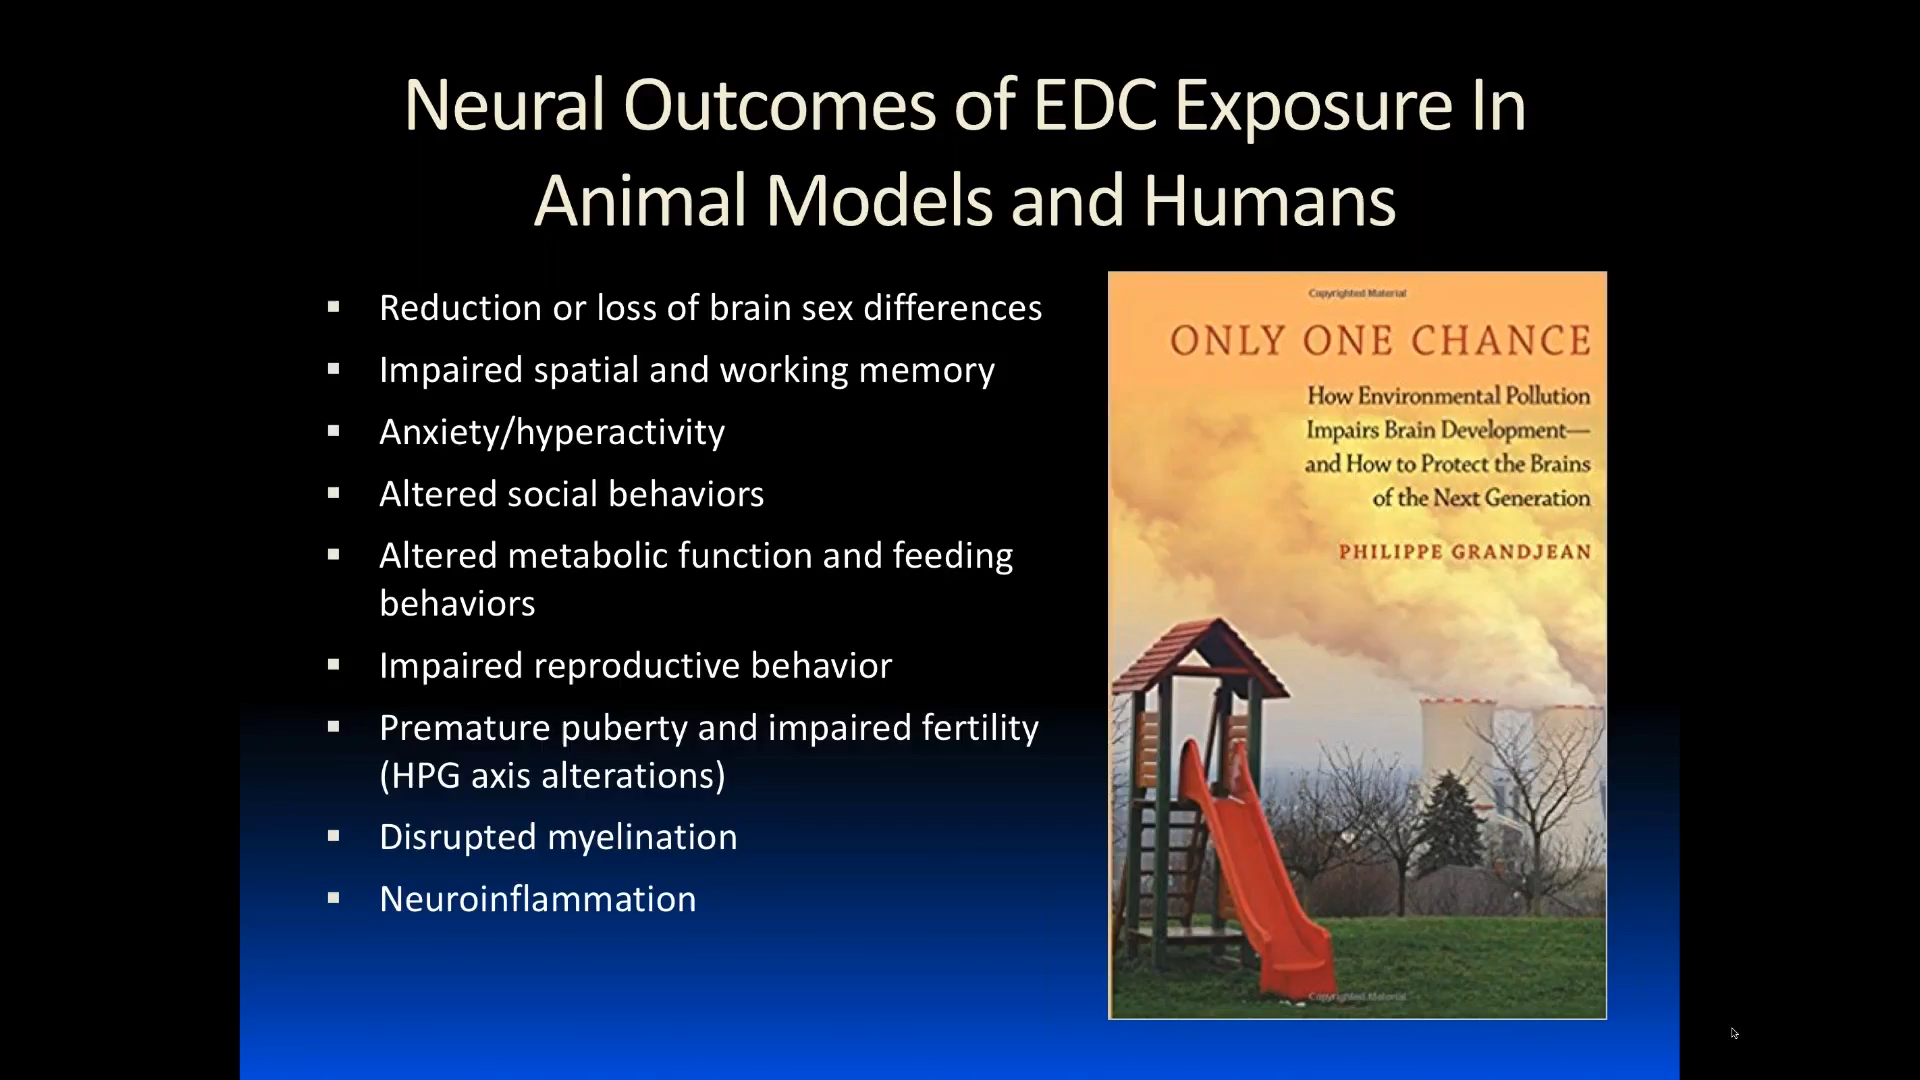 Neural Outcomes of EDC Exposure In
Animal Models and Humans
▪ Reduction or loss of brain sex differences
▪ Impaired spatial and working memory
▪ Anxiety/hyperactivity
▪ Altered social behaviors
▪ Altered metabolic function and feeding
behaviors
▪ Impaired reproductive behavior
▪ Premature puberty and impaired fertility
(HPG axis alterations)
▪ Disrupted myelination
▪ Neuroinflammation
Copyrighted Material
ONLY ONE CHANCE
How Environmental Pollution
Impairs Brain Development—
and How to Protect the Brains
of the Next Generation
PHILIPPE GRANDJEAN
Copyrighted Material